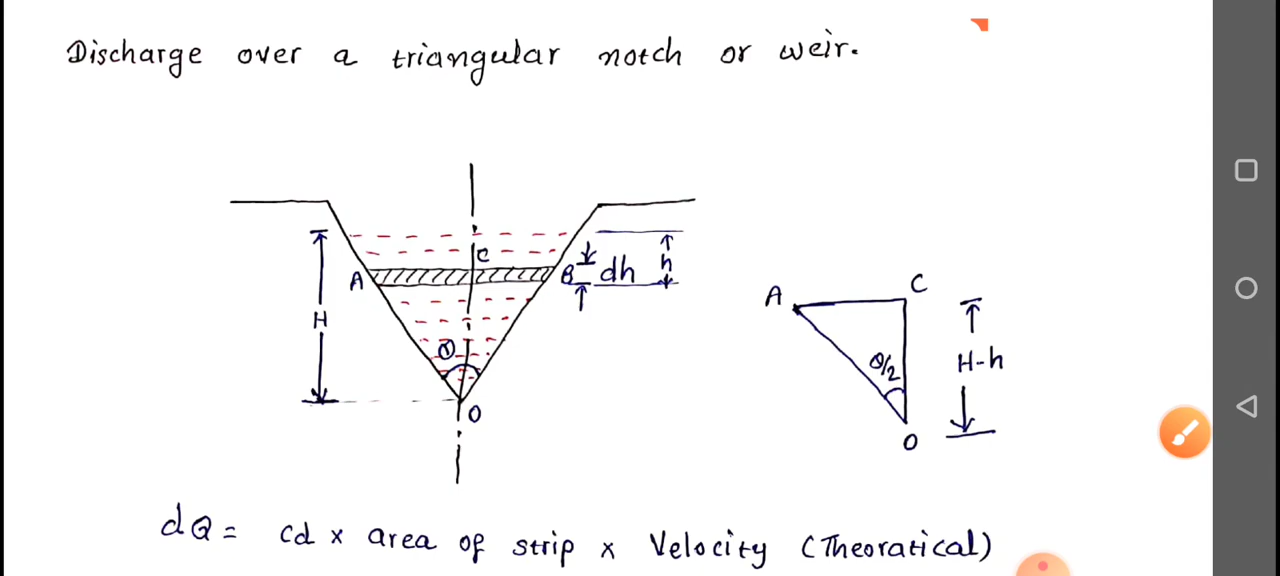 Discharge over a triangular notch or weir.
C
A
B
dh
h
H
θ
O
A
C
θ/2
H-h
O
dQ = Cd x area of strip x Velocity (Theoratical)